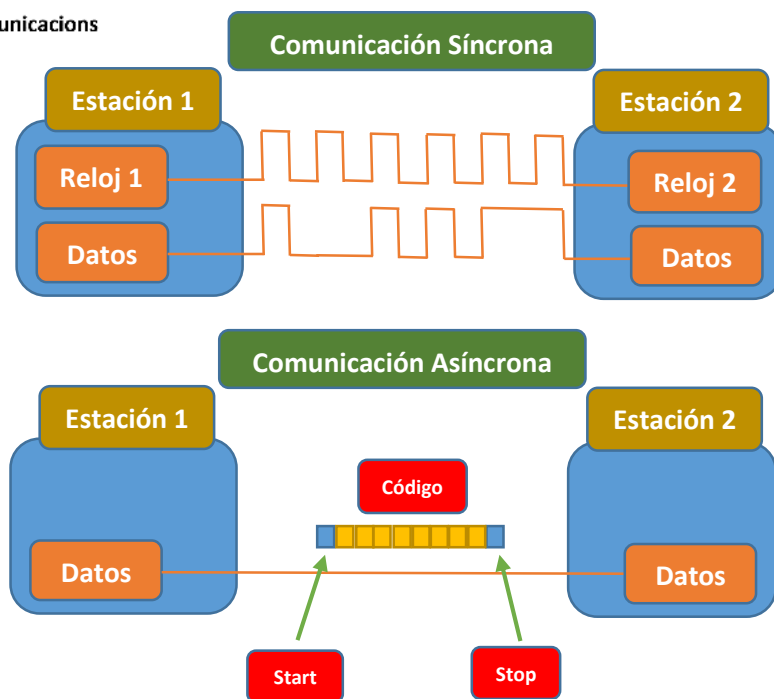 Comunicación Síncrona
Estación 1
Estación 2
Reloj 1
Reloj 2
Datos
Datos
Comunicación Asíncrona
Estación 1
Estación 2
Código
Datos
Datos
Start
Stop